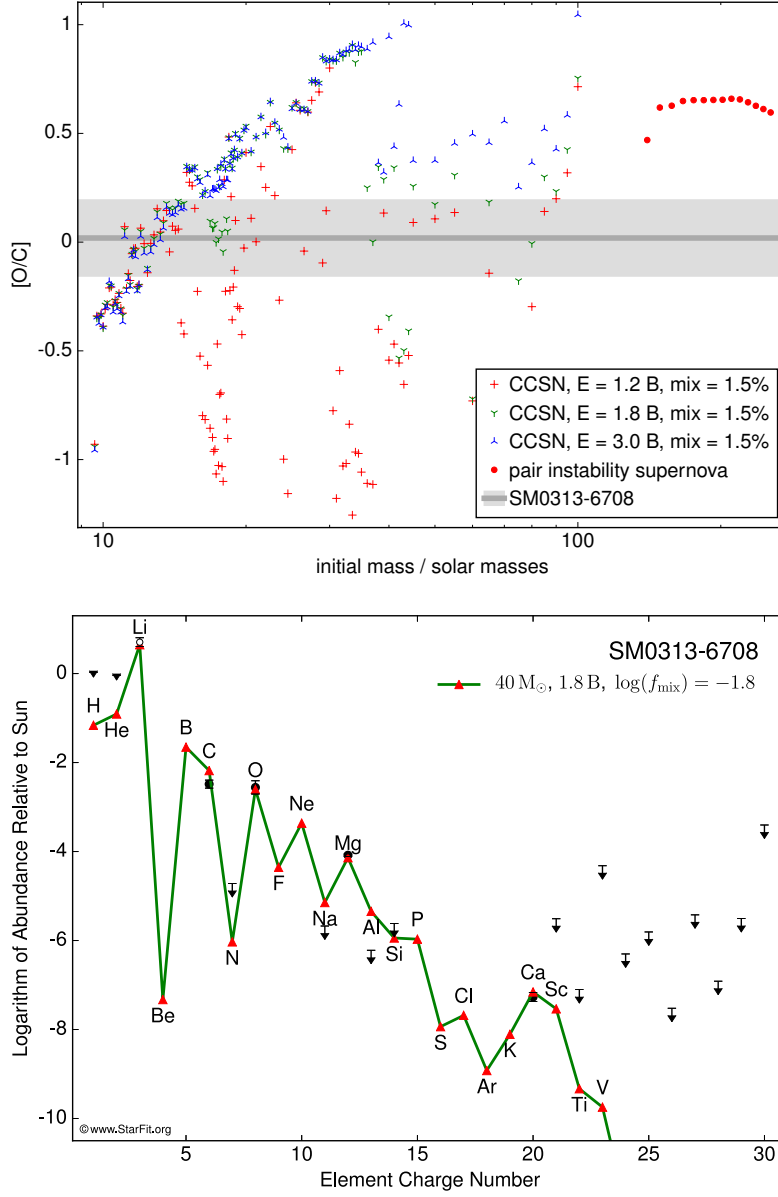 1
0.5
0
-0.5
-1
[O/C]
CCSN, E = 1.2 B, mix = 1.5%
CCSN, E = 1.8 B, mix = 1.5%
CCSN, E = 3.0 B, mix = 1.5%
pair instability supernova
SM0313-6708
10 100
initial mass / solar masses
SM0313-6708
40 M⊙, 1.8 B, log(fmix) = −1.8
0
-2
-4
-6
-8
-10
Logarithm of Abundance Relative to Sun
H
He
Li
Be
B
C
N
O
F
Ne
Na
Mg
Al
Si
P
S
Cl
Ar
K
Ca
Sc
Ti
V
© www.StarFit.org
5 10 15 20 25 30
Element Charge Number